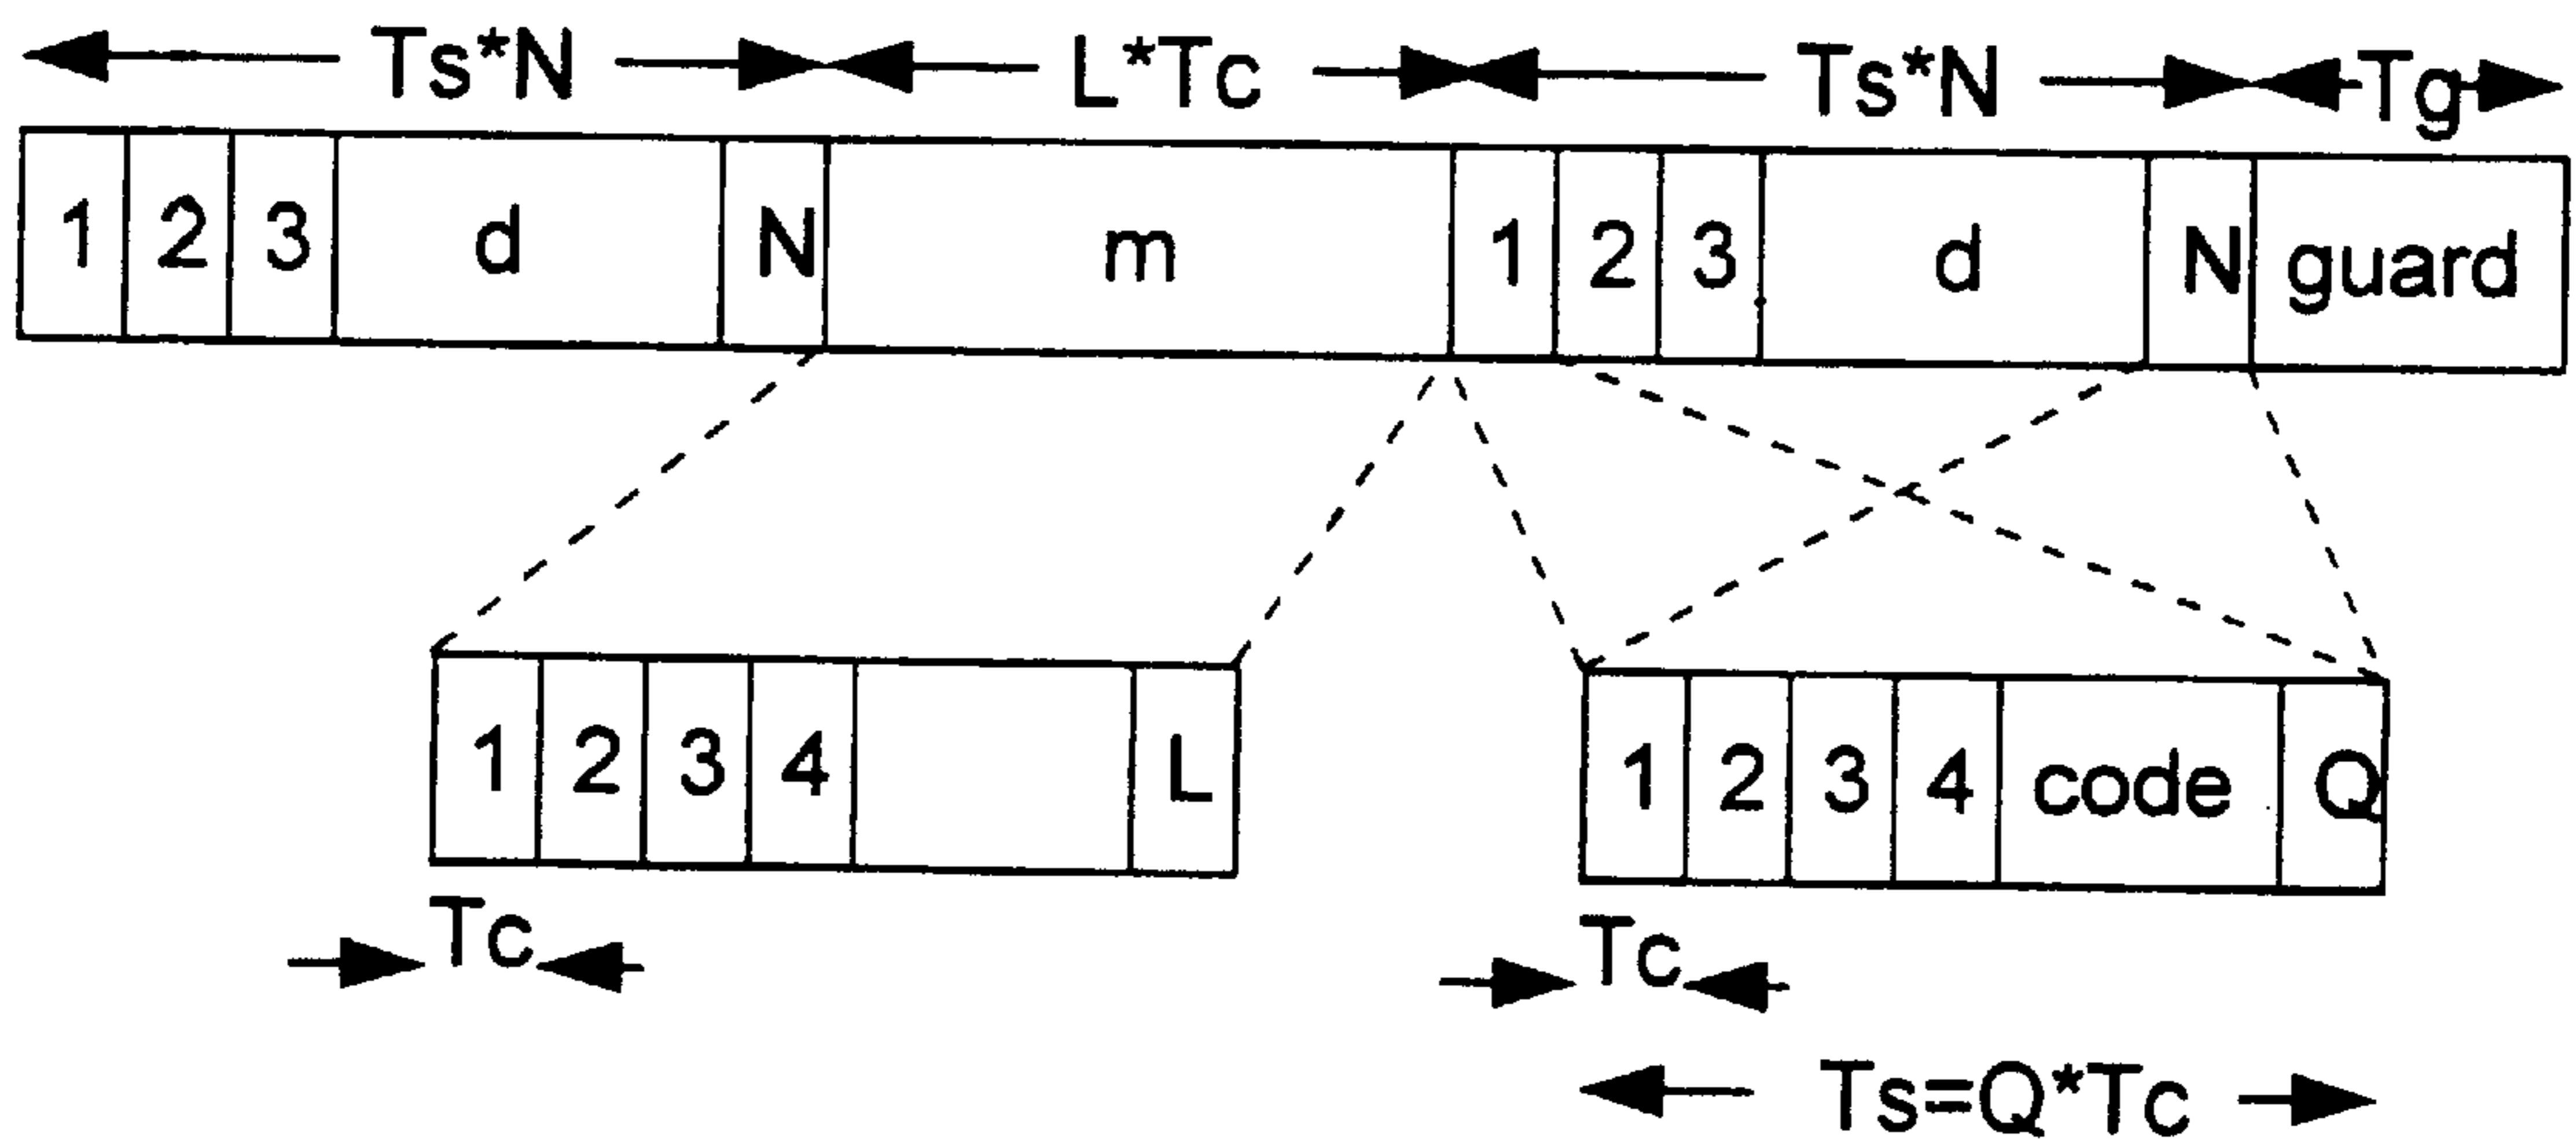 Ts*N L*Tc Ts*N Tg
1 2 3 d N m 1 2 3 d N guard
1 2 3 4 L 1 2 3 4 code Q
Tc Tc
Ts=Q*Tc